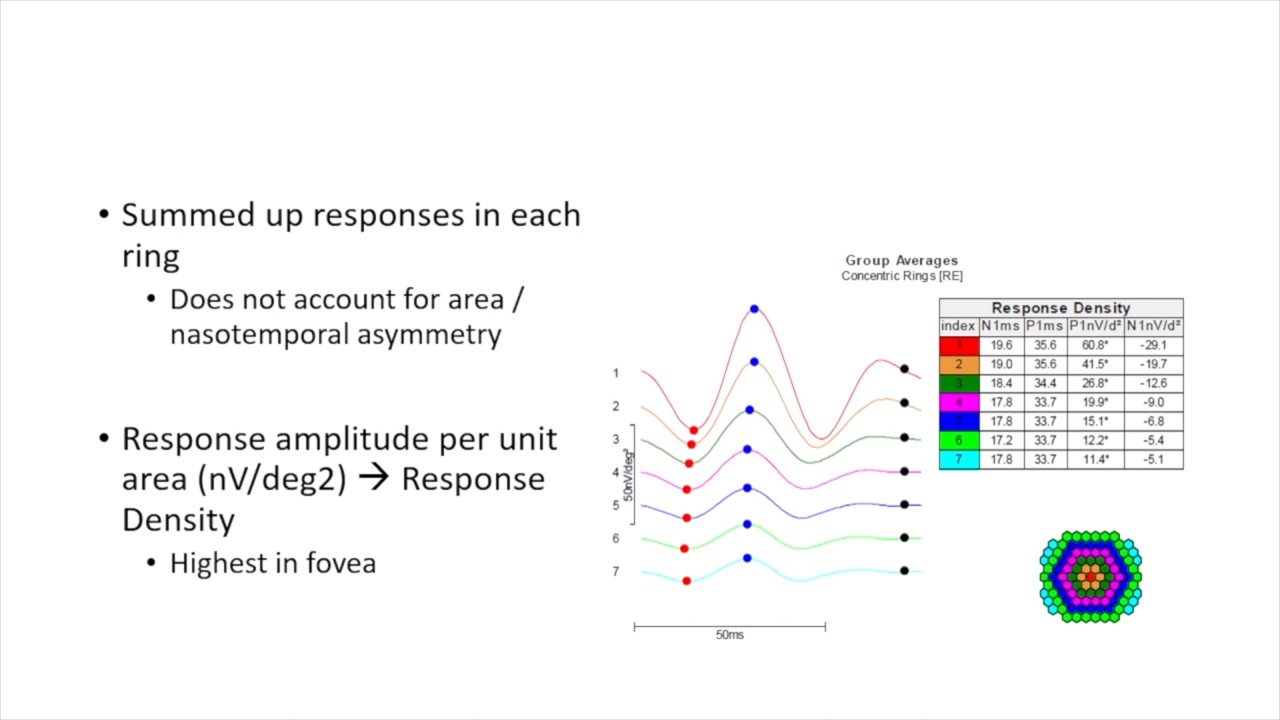 • Summed up responses in each
ring
• Does not account for area /
nasotemporal asymmetry
• Response amplitude per unit
area (nV/deg2) → Response
Density
• Highest in fovea
Group Averages
Concentric Rings [RE]
1
2
3
4
5
6
7
50nV/deg²
50ms
Response Density
index N1ms P1ms P1nV/d² N1nV/d²
1 19.6 35.6 60.8* -29.1
2 19.0 35.6 41.5* -19.7
3 18.4 34.4 26.8* -12.6
4 17.8 33.7 19.9* -9.0
17.8 33.7 15.1* -6.8
6 17.2 33.7 12.2* -5.4
7 17.8 33.7 11.4* -5.1